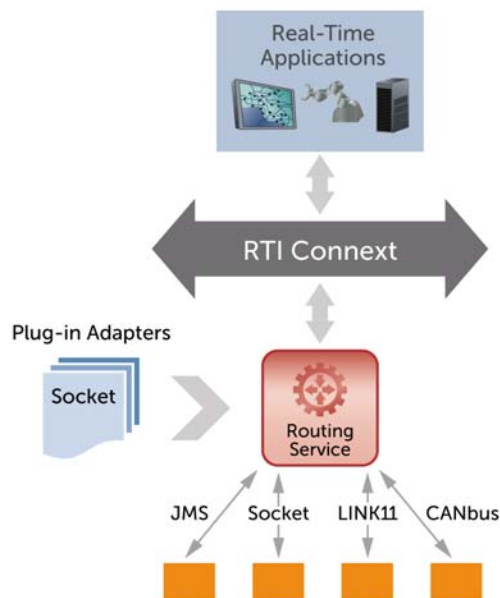 Real-Time
Applications
RTI Connext
Plug-in Adapters
Socket
Routing
Service
JMS
Socket
LINK11
CANbus